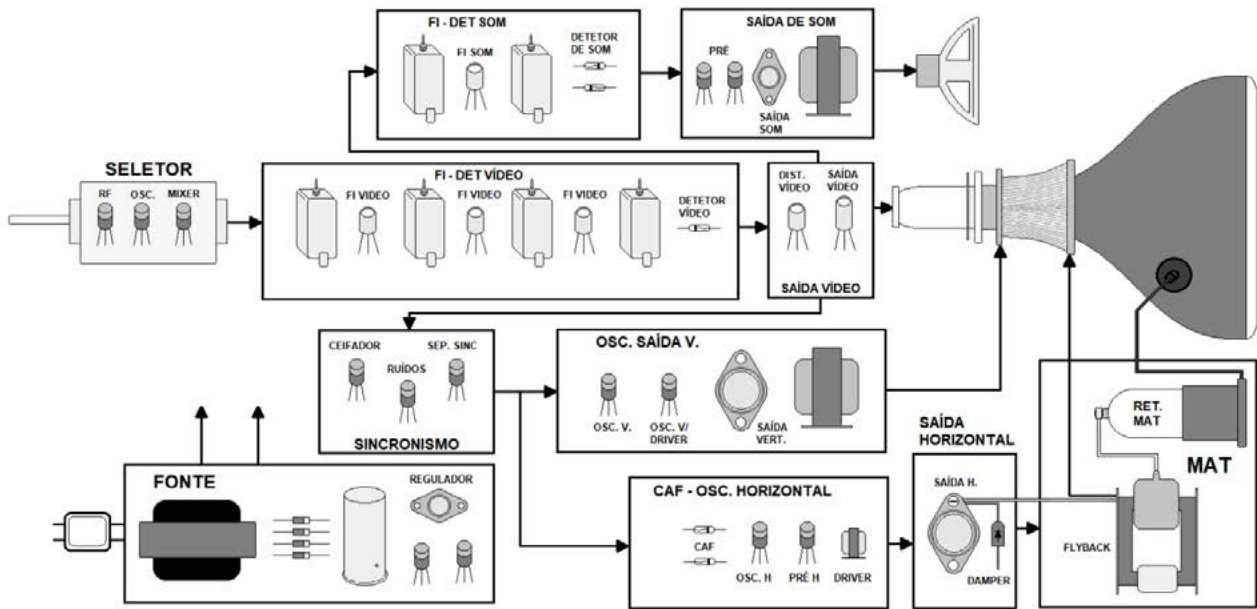 FI - DET SOM
FI SOM
DETETOR
DE SOM
SAÍDA DE SOM
PRÉ
SAÍDA
SOM
SELETOR
RF
OSC.
MIXER
FI - DET VÍDEO
FI VIDEO
FI VIDEO
FI VIDEO
DETETOR
VÍDEO
DIST.
VÍDEO
SAÍDA
VÍDEO
SAÍDA VÍDEO
CEIFADOR
RUÍDOS
SEP. SINC
SINCRONISMO
OSC. SAÍDA V.
OSC. V.
OSC. V/
DRIVER
SAÍDA
VERT.
FONTE
REGULADOR
CAF - OSC. HORIZONTAL
CAF
OSC. H
PRÉ H
DRIVER
SAÍDA
HORIZONTAL
SAÍDA H.
DAMPER
RET.
MAT
MAT
FLYBACK